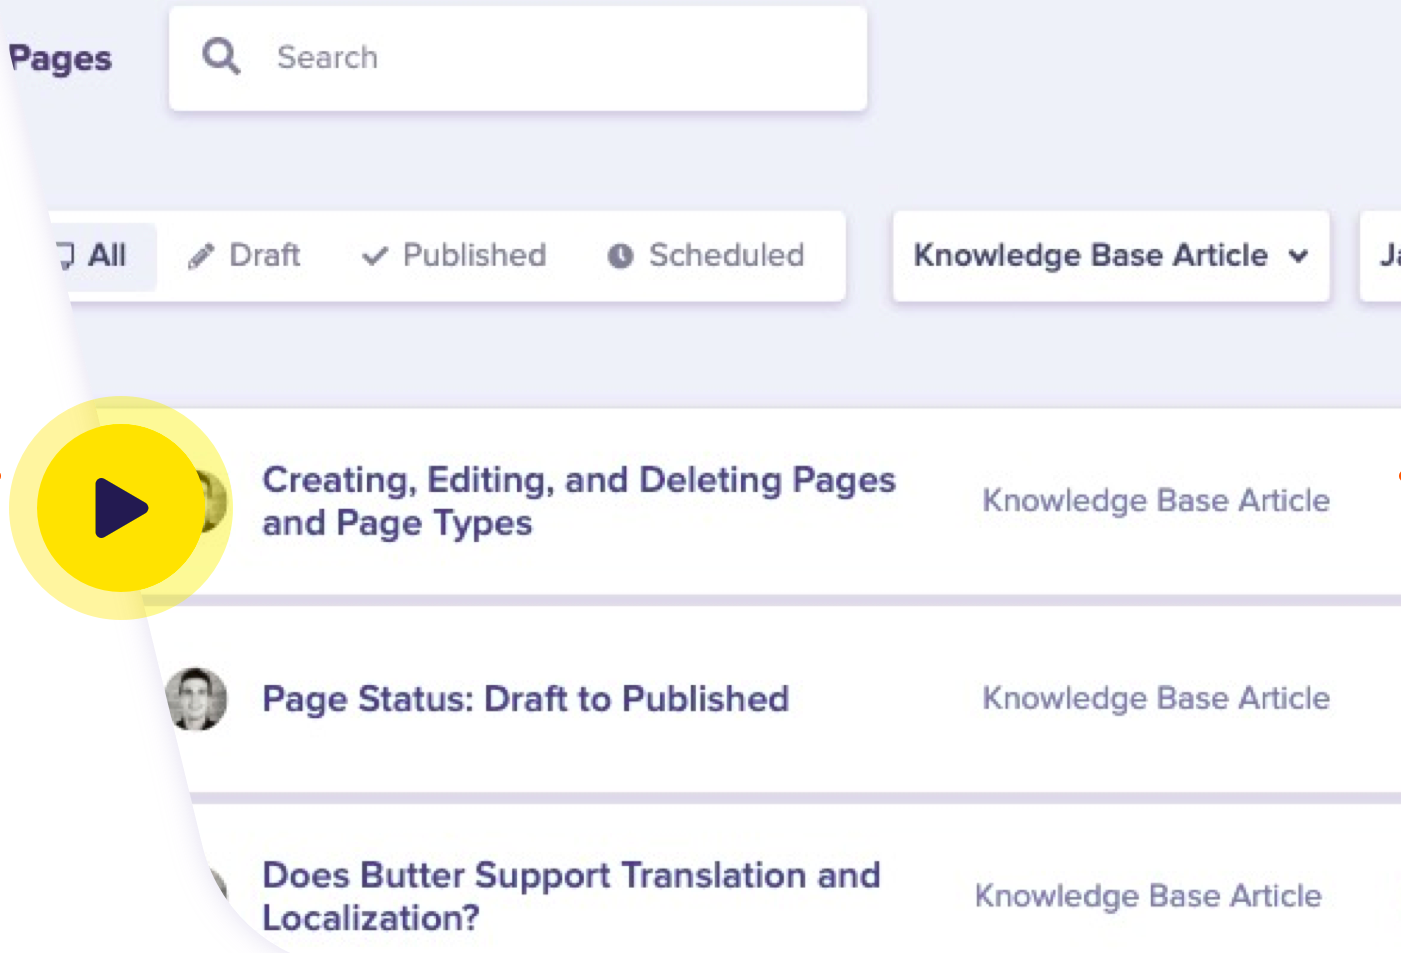 Pages
Search
All
Draft
Published
Scheduled
Knowledge Base Article
Creating, Editing, and Deleting Pages
and Page Types
Knowledge Base Article
Page Status: Draft to Published
Knowledge Base Article
Does Butter Support Translation and
Localization?
Knowledge Base Article